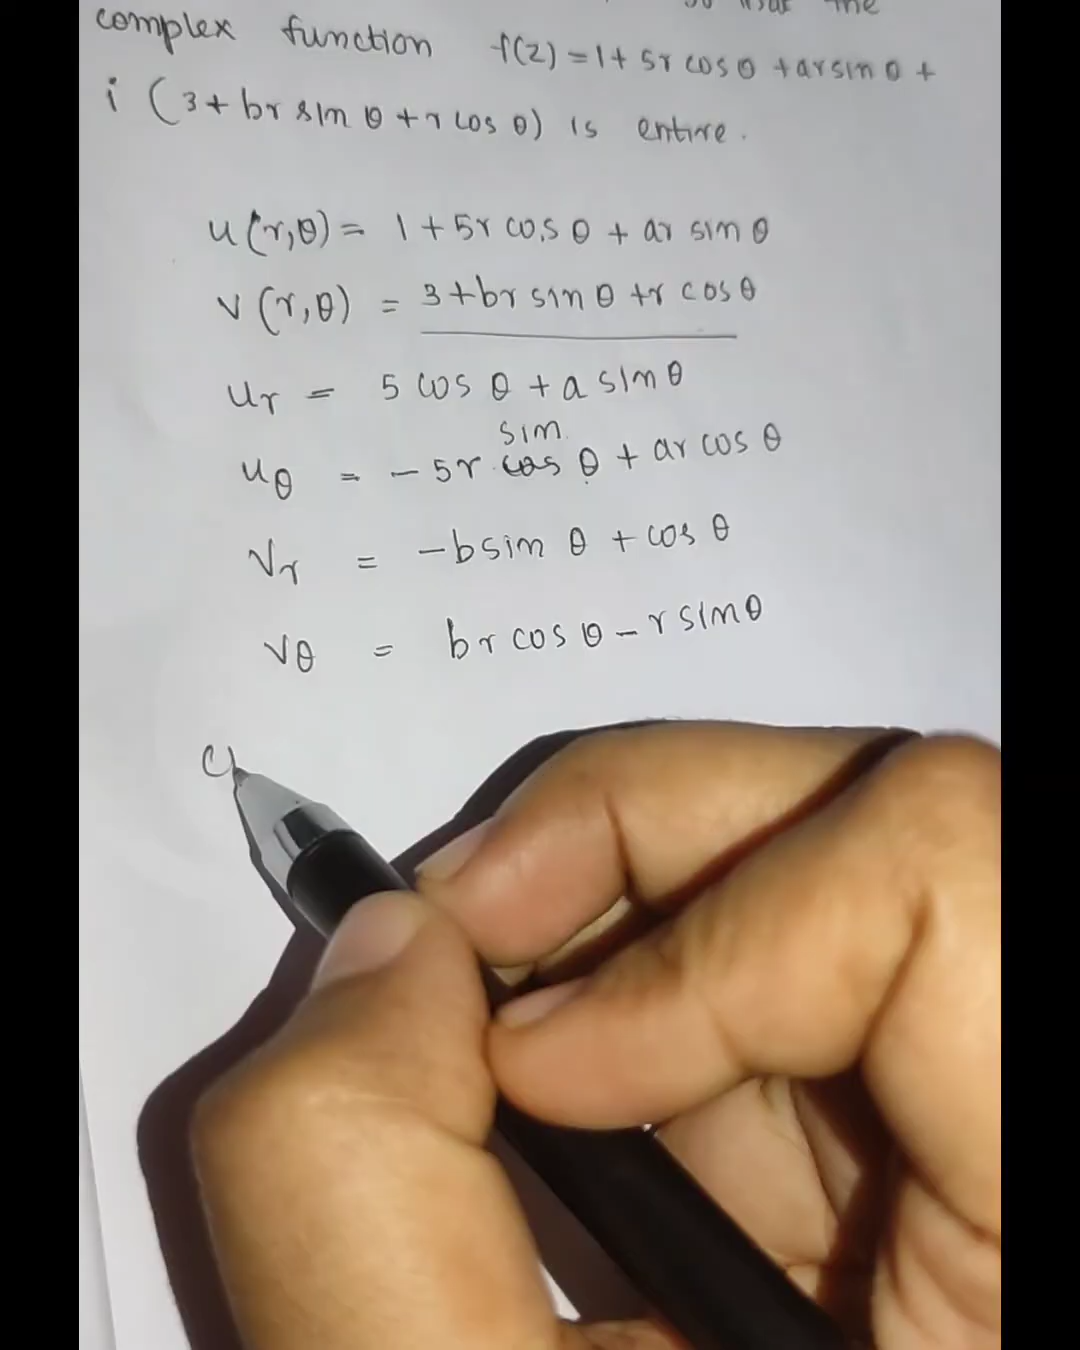 the
complex function f(z) = 1 + 5r cos θ + ar sin θ +
i (3 + br sin θ + r cos θ) is entire.
u(r,θ) = 1 + 5r cos θ + ar sin θ
v(r,θ) = 3 + br sin θ + r cos θ
ur = 5 cos θ + a sin θ
sin
uθ = - 5r cos θ + ar cos θ
vr = - b sin θ + cos θ
vθ = br cos θ - r sin θ